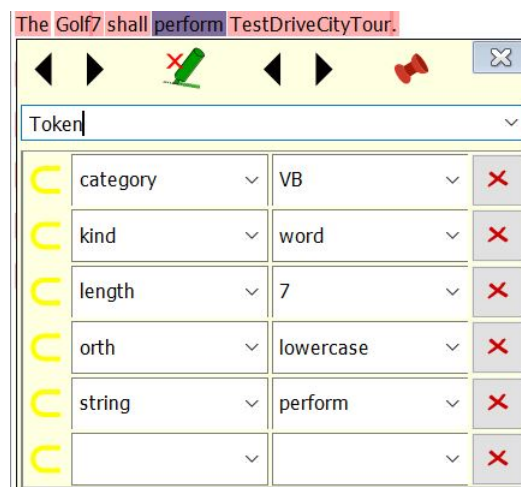 The Golf7 shall perform TestDriveCityTour.
Token
category VB
kind word
length 7
orth lowercase
string perform